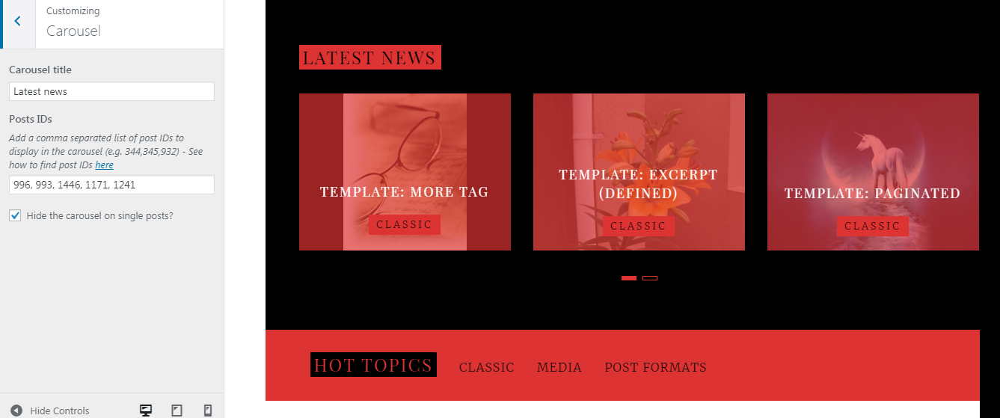 Customizing
Carousel
Carousel title
Latest news
Posts IDs
Add a comma separated list of post IDs to
display in the carousel (e.g. 344,345,932) - See
how to find post IDs here
996, 993, 1446, 1171, 1241
Hide the carousel on single posts?
Hide Controls
LATEST NEWS
TEMPLATE: MORE TAG
CLASSIC
TEMPLATE: EXCERPT
(DEFINED)
CLASSIC
TEMPLATE: PAGINATED
CLASSIC
HOT TOPICS CLASSIC MEDIA POST FORMATS